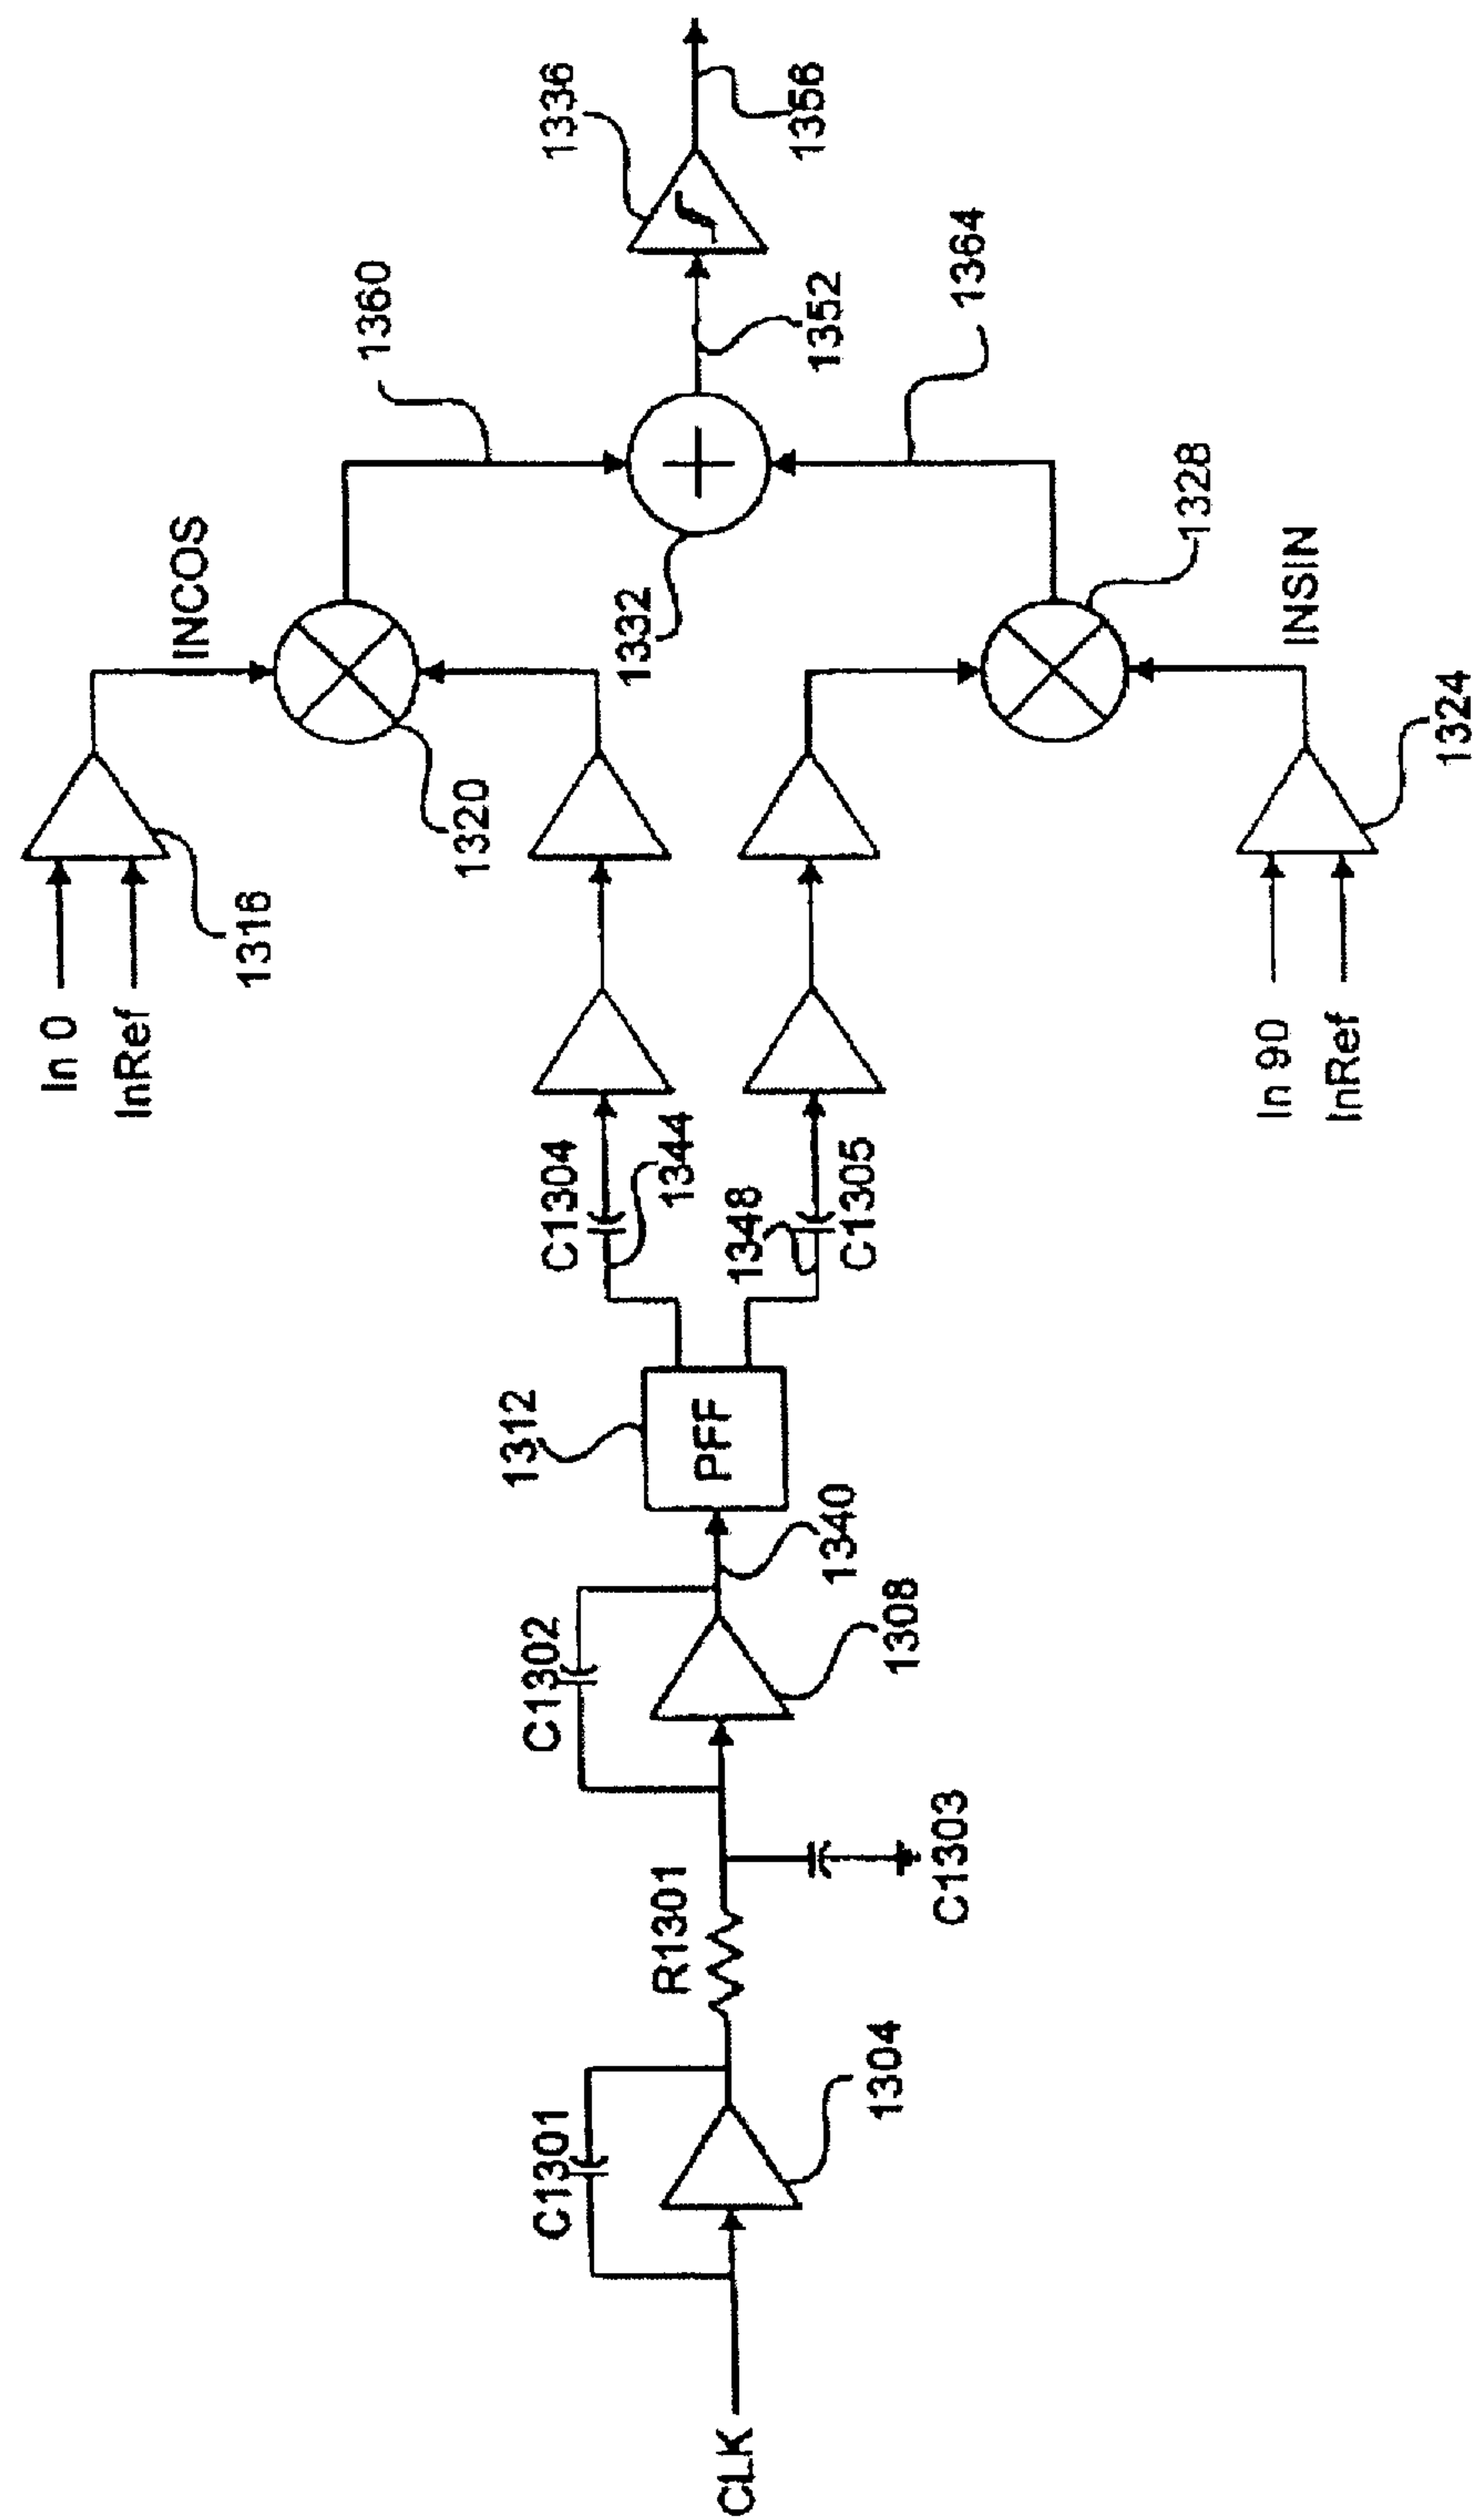 In 0
InRef
1316
INCOS
1320
1360
1336
1356
1352
1332
1364
1328
INSIN
1324
In 90
InRef
C1304
1344
1348
C1305
1312
PFF
1340
C1302
1308
R1301
C1303
C1301
1304
CLK